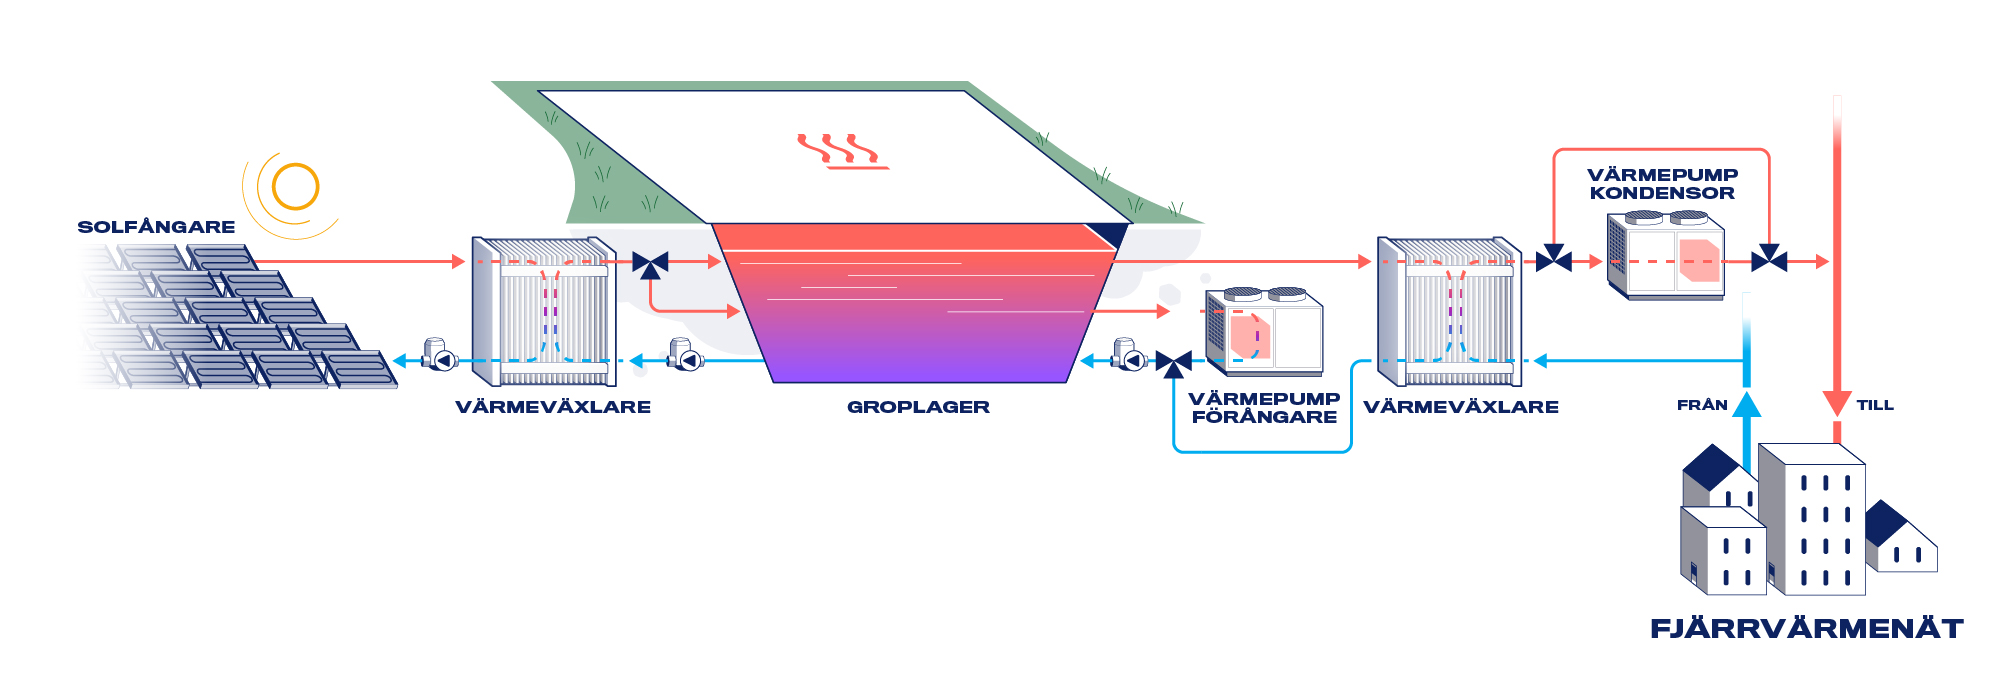 SOLFÅNGARE
VÄRMEVÄXLARE
GROPLAGER
VÄRMEPUMP
FÖRÅNGARE
VÄRMEVÄXLARE
VÄRMEPUMP
KONDENSOR
FRÅN
TILL
FJÄRRVÄRMENÄT